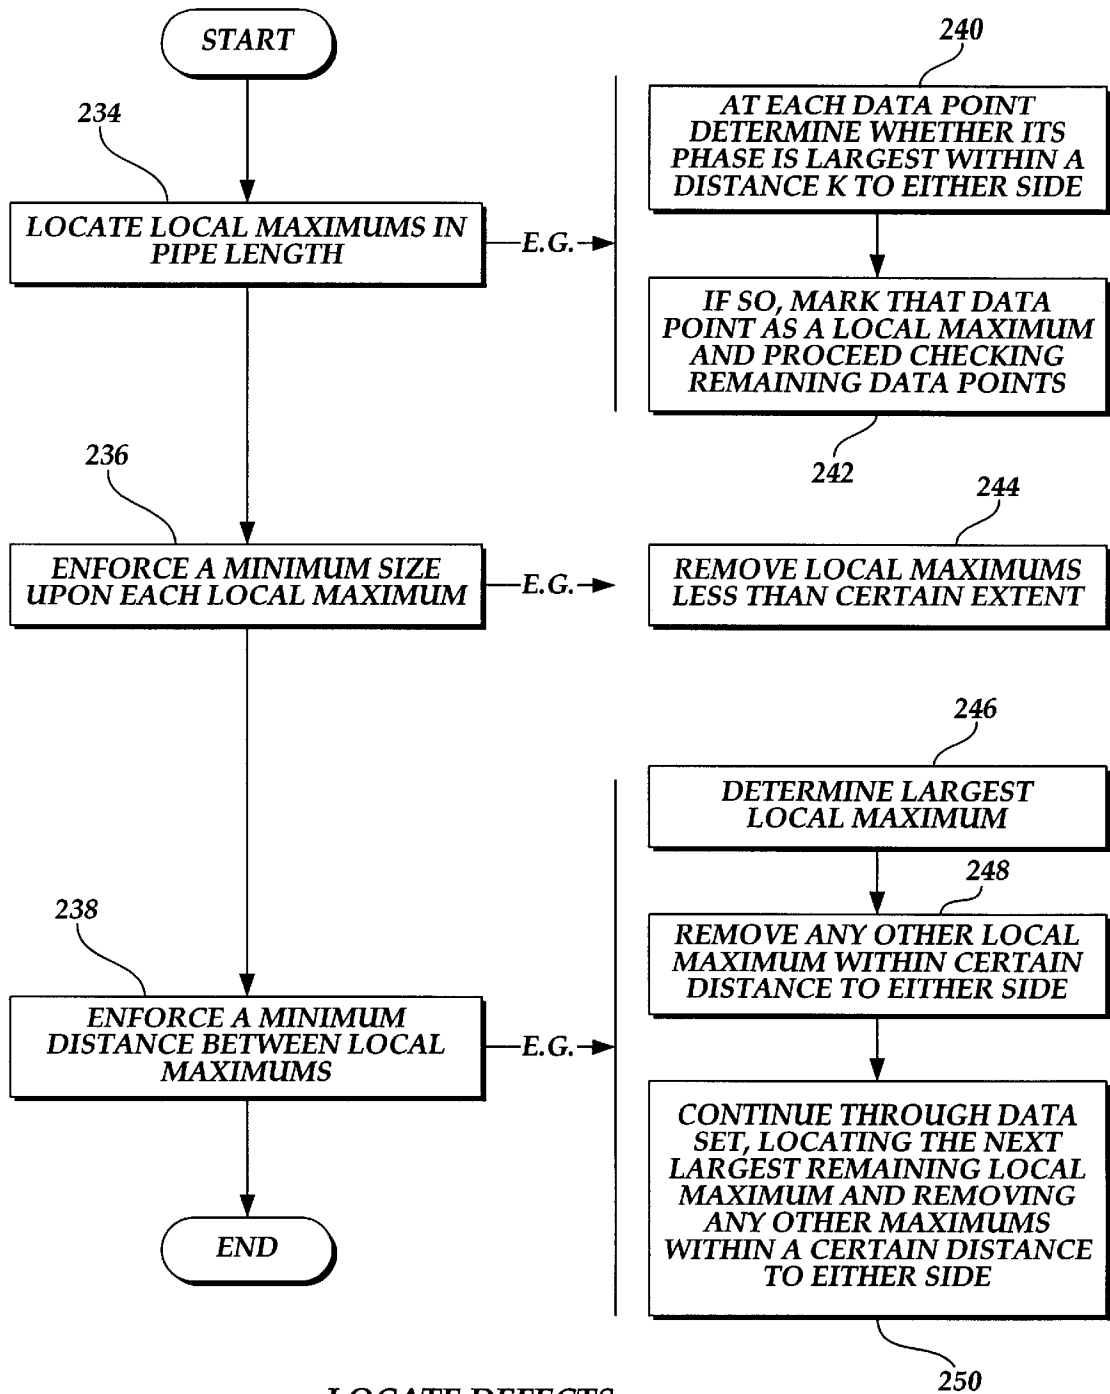 START
234
LOCATE LOCAL MAXIMUMS IN
PIPE LENGTH
E.G.
240
AT EACH DATA POINT
DETERMINE WHETHER ITS
PHASE IS LARGEST WITHIN A
DISTANCE K TO EITHER SIDE
IF SO, MARK THAT DATA
POINT AS A LOCAL MAXIMUM
AND PROCEED CHECKING
REMAINING DATA POINTS
242
236
ENFORCE A MINIMUM SIZE
UPON EACH LOCAL MAXIMUM
E.G.
244
REMOVE LOCAL MAXIMUMS
LESS THAN CERTAIN EXTENT
238
ENFORCE A MINIMUM
DISTANCE BETWEEN LOCAL
MAXIMUMS
E.G.
246
DETERMINE LARGEST
LOCAL MAXIMUM
248
REMOVE ANY OTHER LOCAL
MAXIMUM WITHIN CERTAIN
DISTANCE TO EITHER SIDE
CONTINUE THROUGH DATA
SET, LOCATING THE NEXT
LARGEST REMAINING LOCAL
MAXIMUM AND REMOVING
ANY OTHER MAXIMUMS
WITHIN A CERTAIN DISTANCE
TO EITHER SIDE
250
END
LOCATE DEFECTS